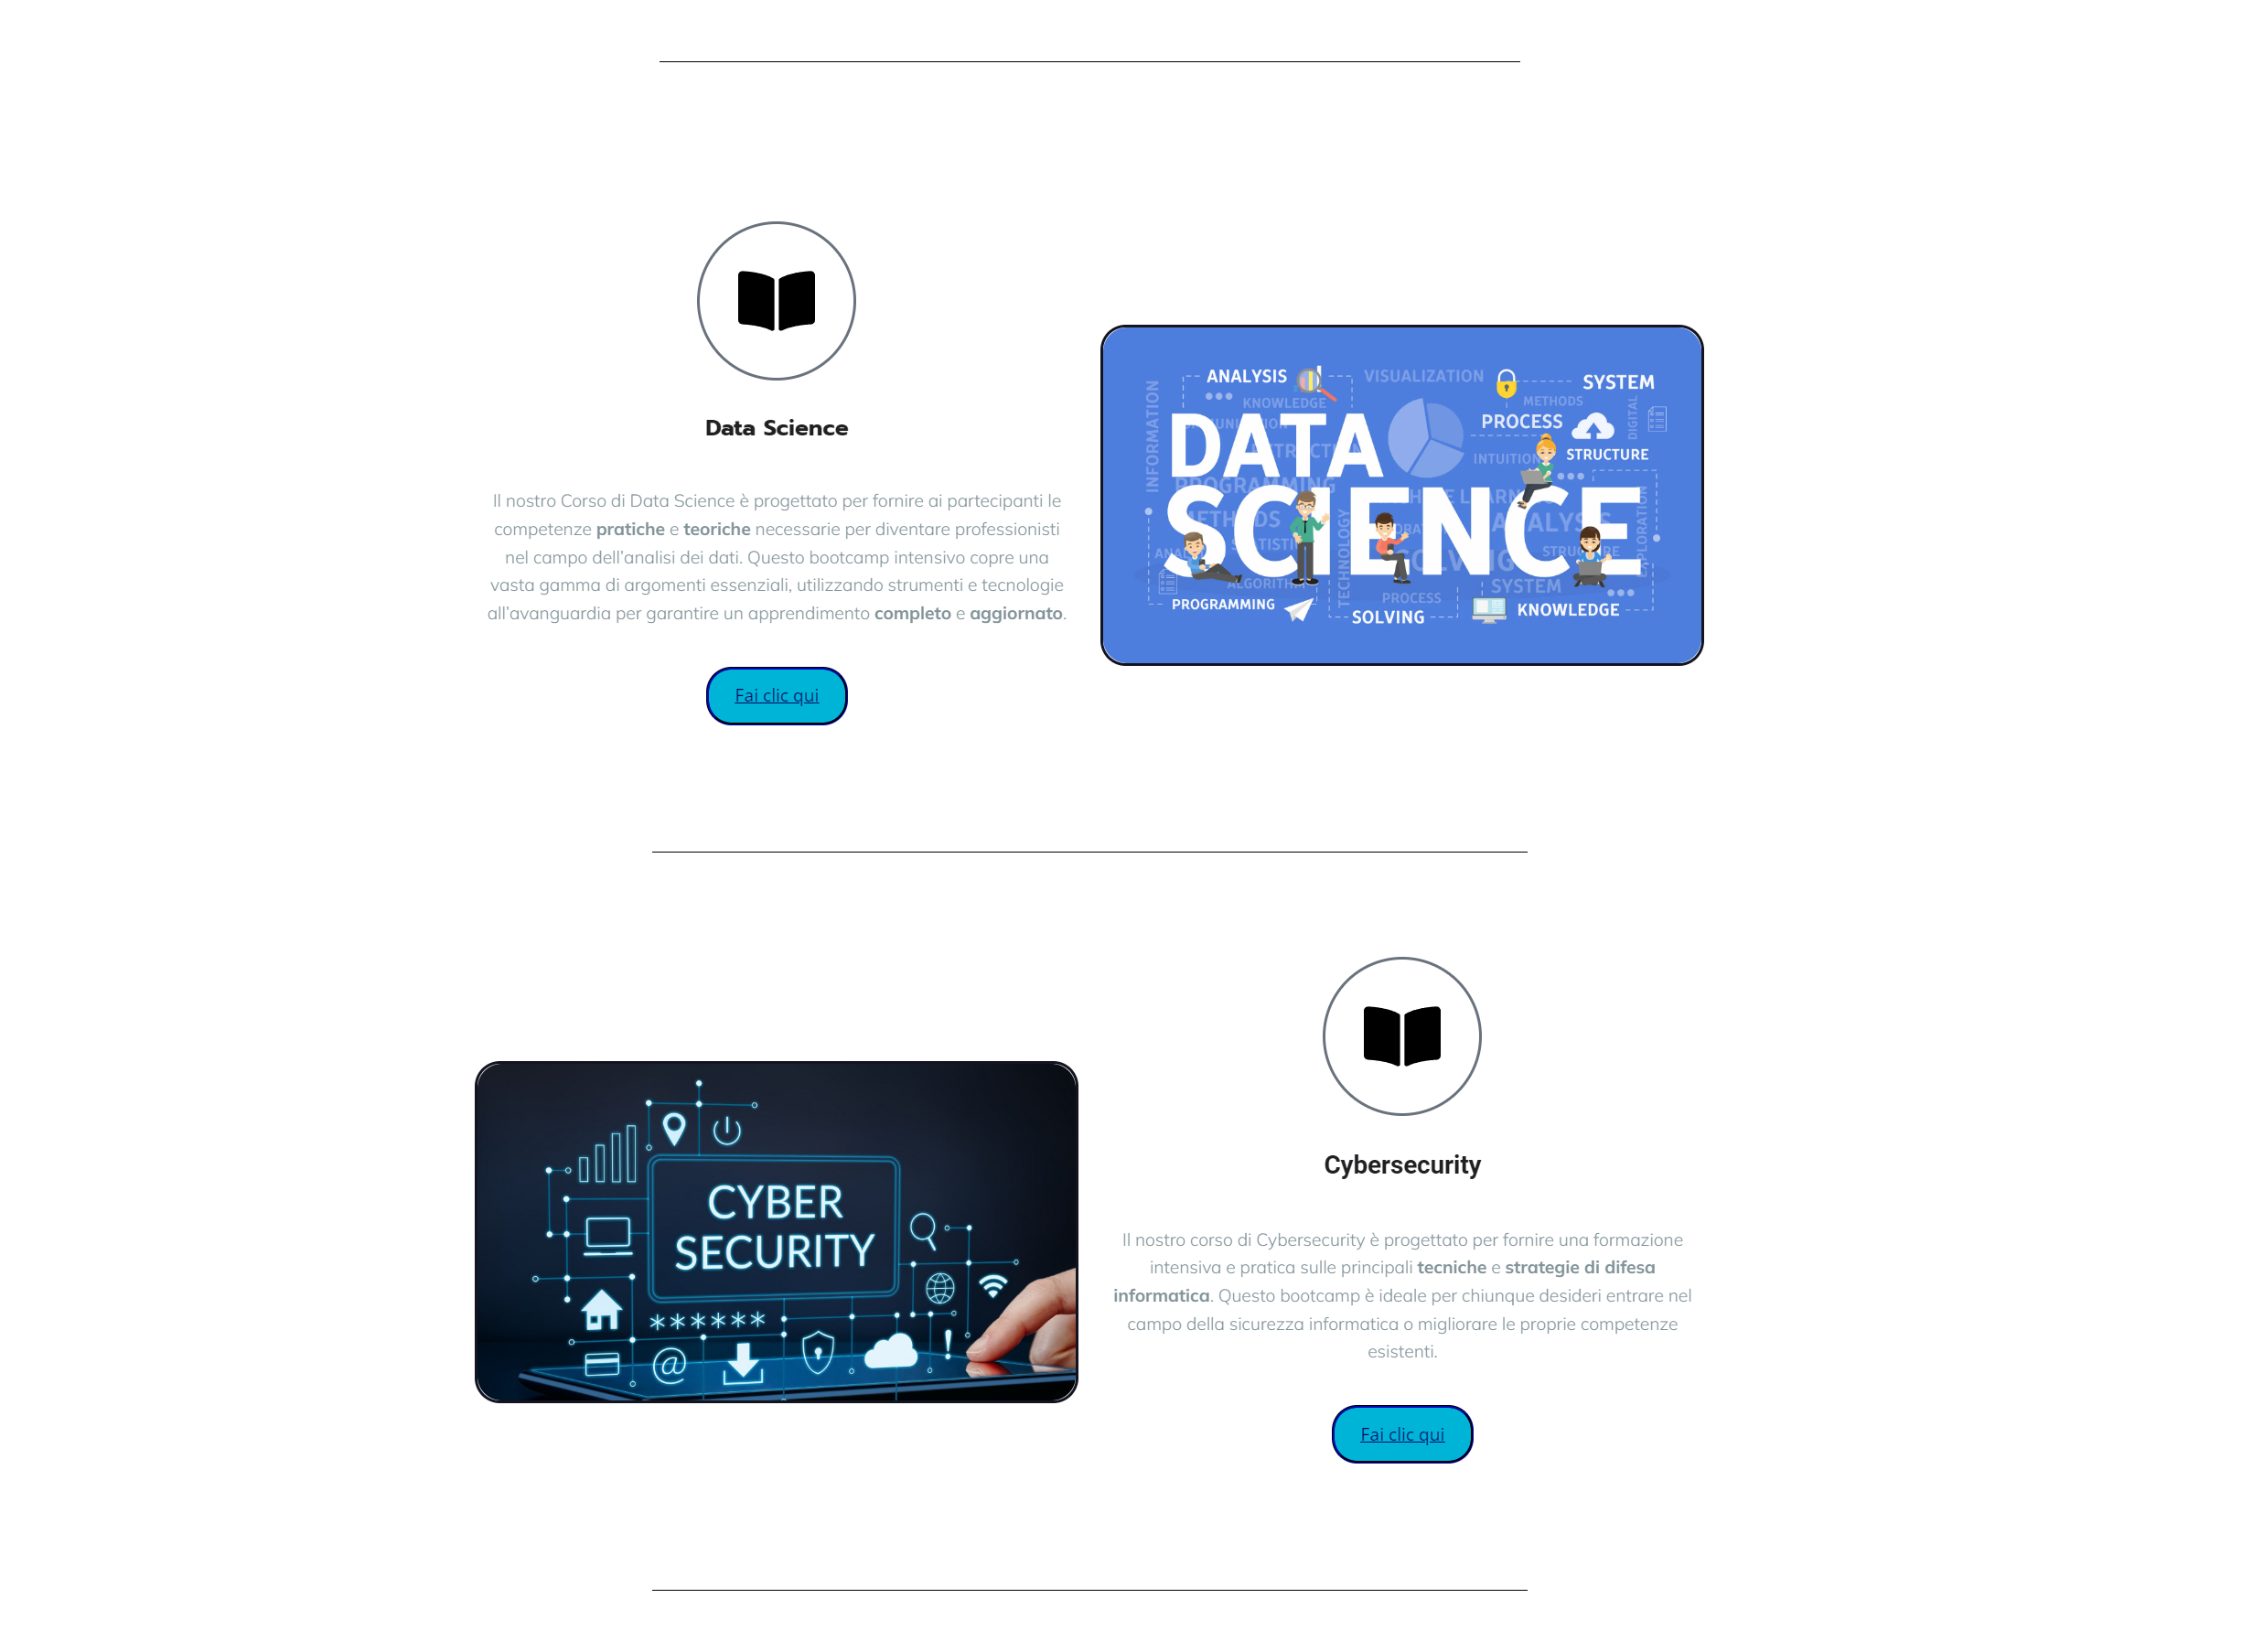 Data Science
Il nostro Corso di Data Science è progettato per fornire ai partecipanti le
competenze pratiche e teoriche necessarie per diventare professionisti
nel campo dell'analisi dei dati. Questo bootcamp intensivo copre una
vasta gamma di argomenti essenziali, utilizzando strumenti e tecnologie
all'avanguardia per garantire un apprendimento completo e aggiornato.
Fai clic qui
ANALYSIS
VISUALIZATION
SYSTEM
KNOWLEDGE
METHODS
INFORMATION
DIGITAL
PROCESS
STRUCTURE
INTUITION
DATA
PROGRAMMING
SCIENCE
TECHNOLOGY
EXPLORATION
SYSTEM
PROCESS
PROGRAMMING
SOLVING
KNOWLEDGE
CYBER
SECURITY
******
@
!
Cybersecurity
Il nostro corso di Cybersecurity è progettato per fornire una formazione
intensiva e pratica sulle principali tecniche e strategie di difesa
informatica. Questo bootcamp è ideale per chiunque desideri entrare nel
campo della sicurezza informatica o migliorare le proprie competenze
esistenti.
Fai clic qui